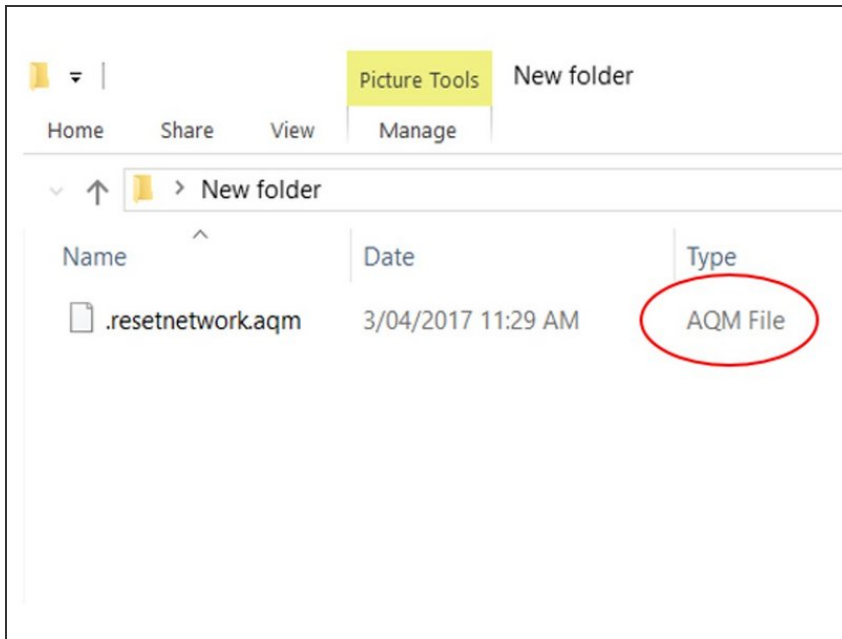 Picture Tools New folder
Home Share View Manage
New folder
Name Date Type
.resetnetwork.aqm 3/04/2017 11:29 AM AQM File